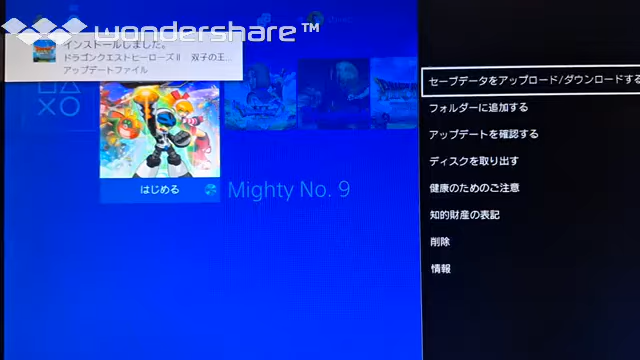 wondershare™
インストールしました。
ドラゴンクエストヒーローズⅡ 双子の王...
アップデートファイル
はじめる
Mighty No. 9
セーブデータをアップロード/ダウンロードする
フォルダーに追加する
アップデートを確認する
ディスクを取り出す
健康のためのご注意
知的財産の表記
削除
情報